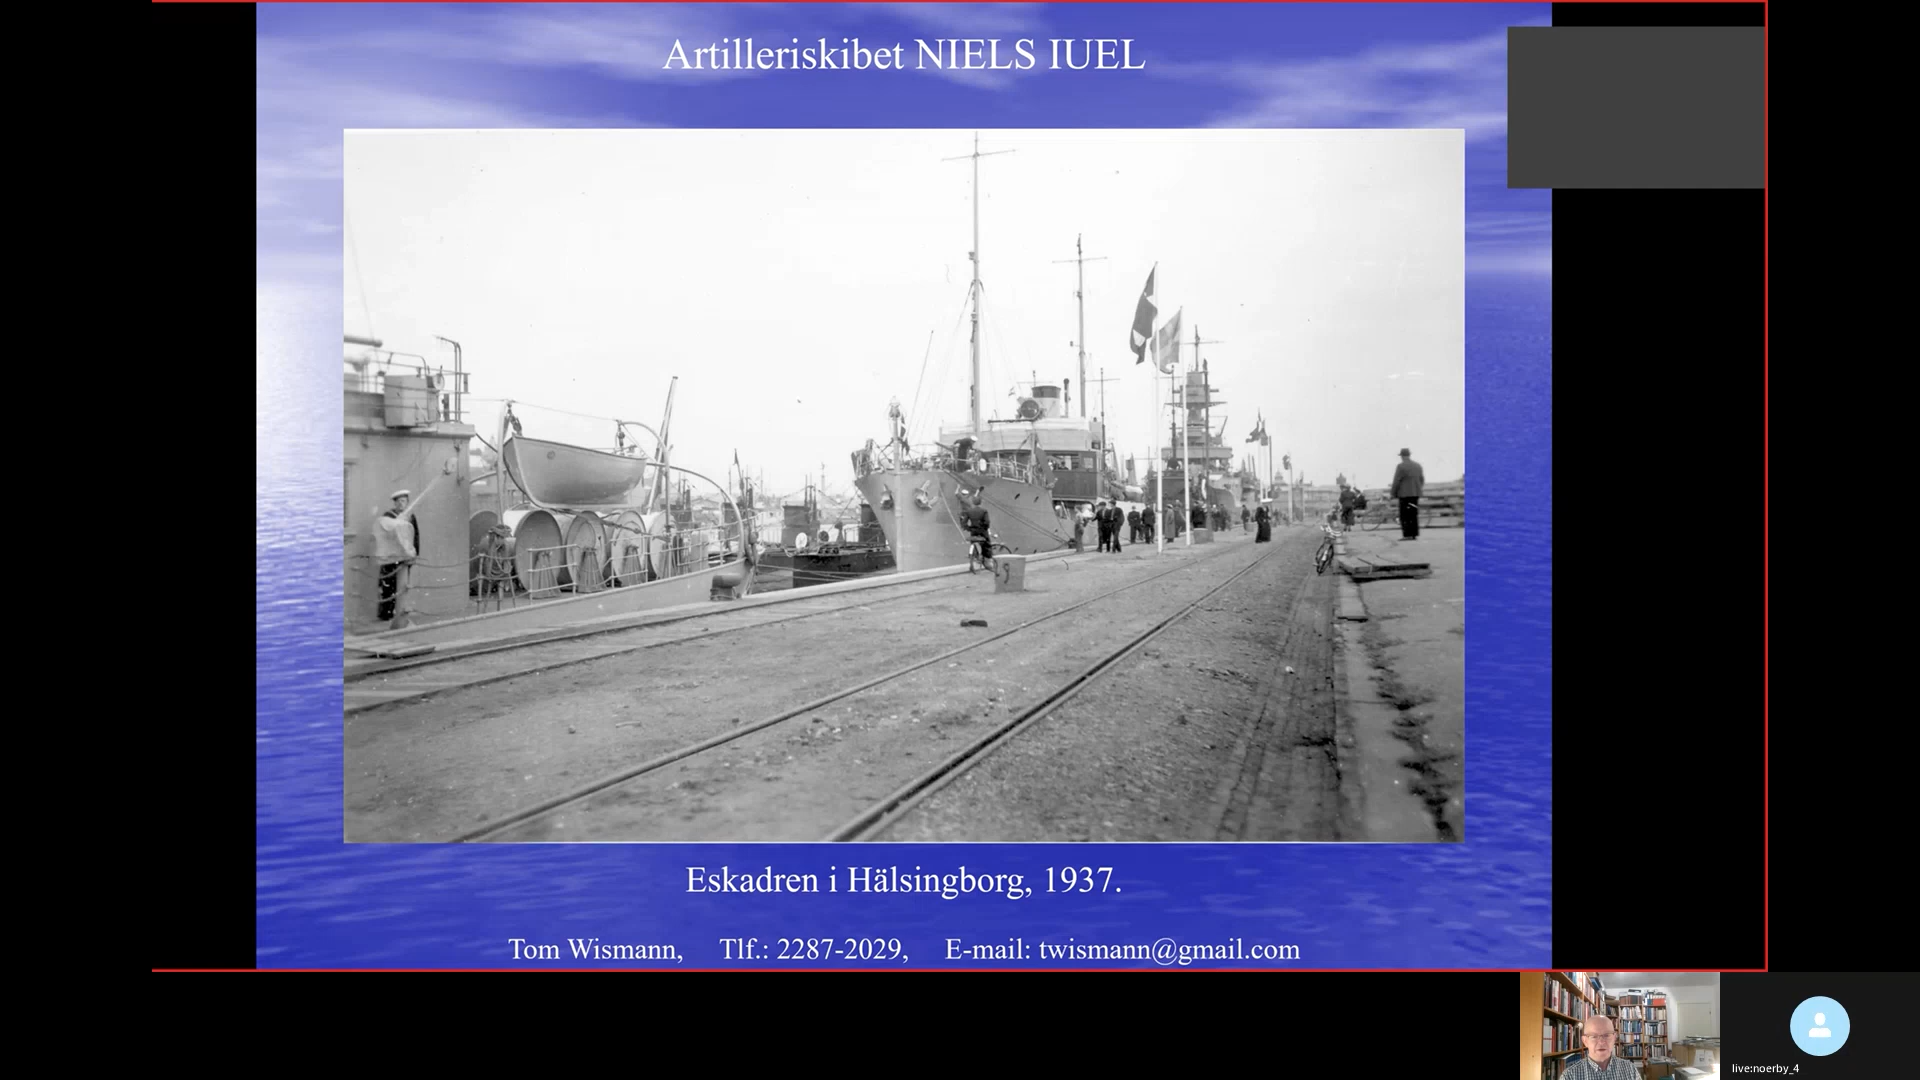 Artilleriskibet NIELS IUEL
Eskadren i Hälsingborg, 1937.
Tom Wismann, Tlf.: 2287-2029, E-mail: twismann@gmail.com
live:noerby_4